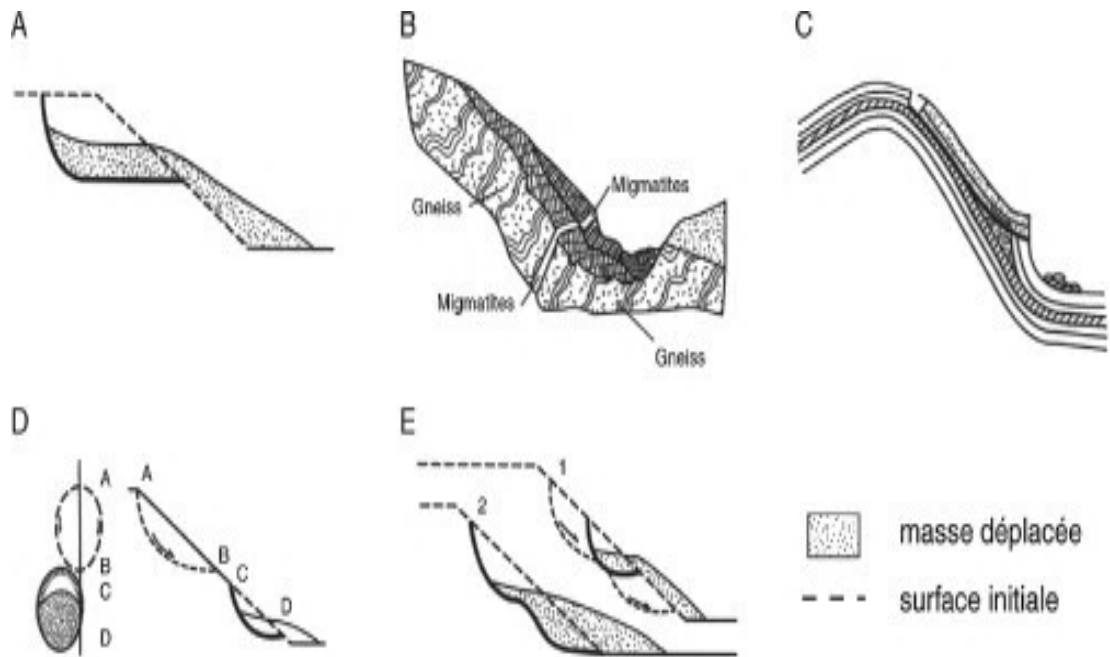 A
B
C
Gneiss
Migmatites
Migmatites
Gneiss
D
E
A
B
C
D
A
B
C
D
1
2
masse déplacée
surface initiale